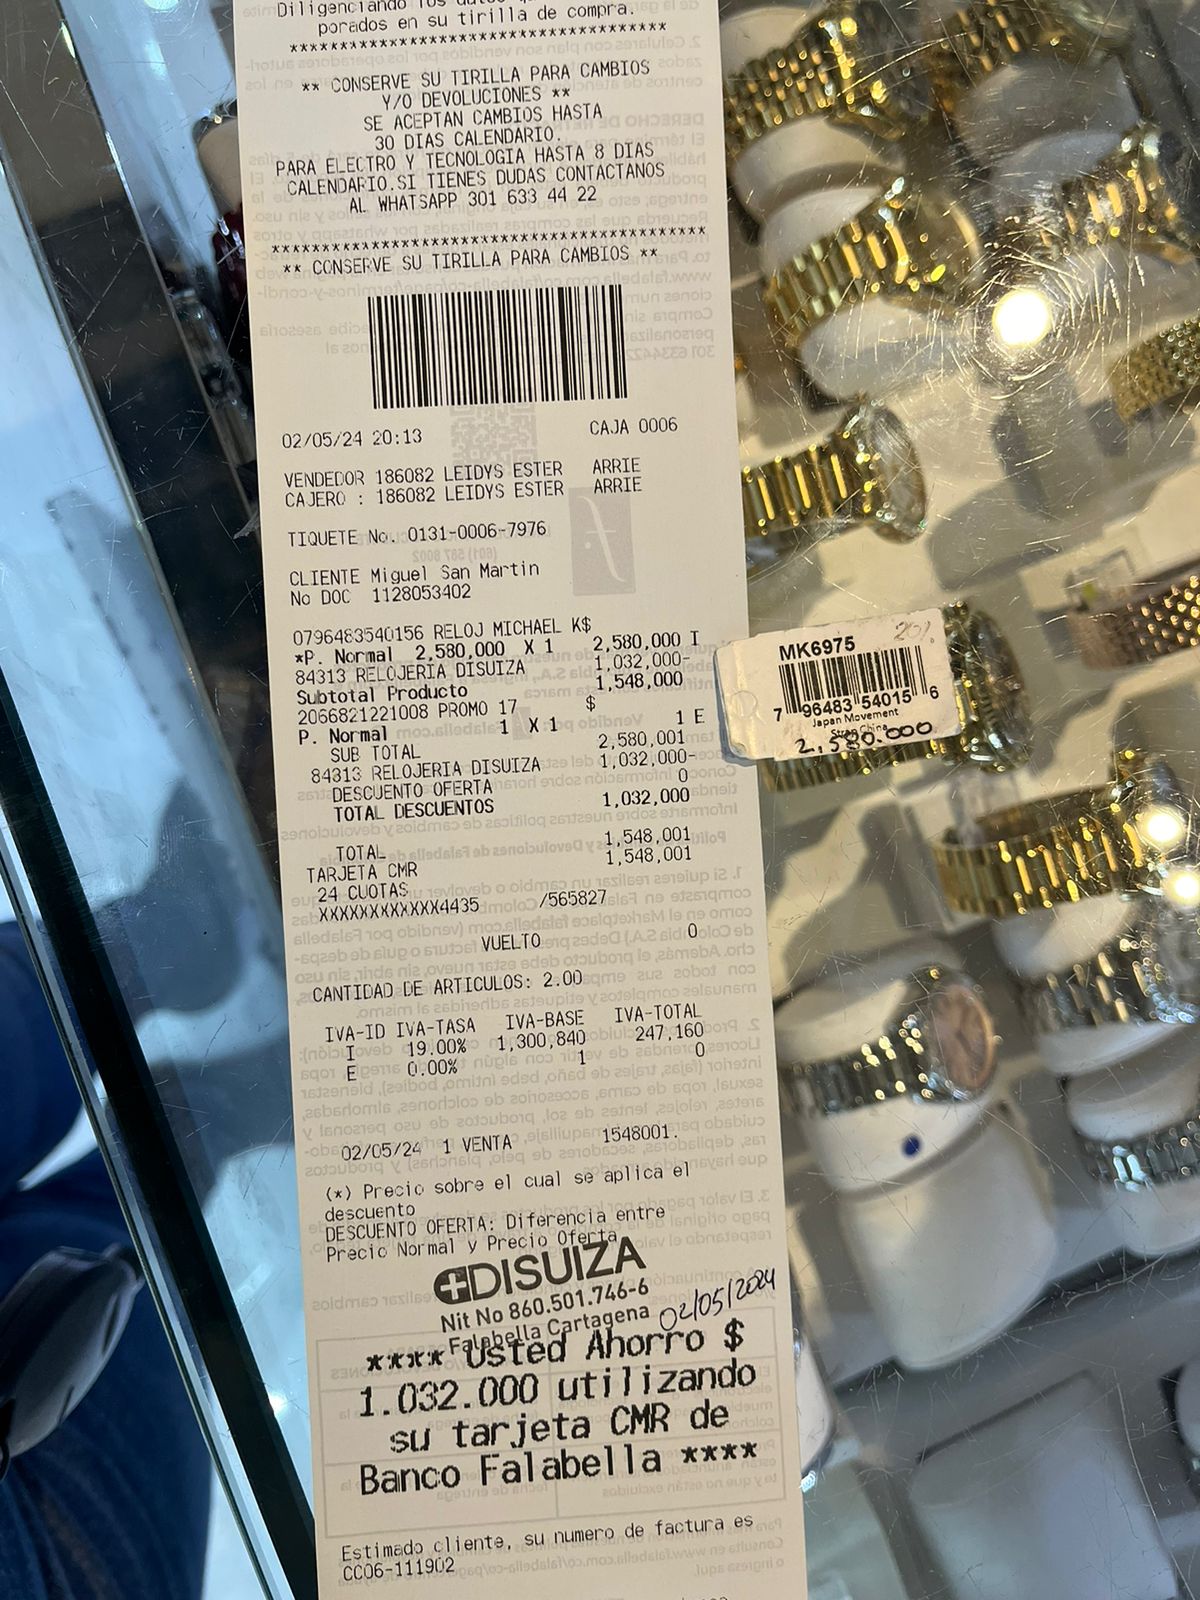 Diligenciando los
porados en su tirilla de compra.
****************************************
** CONSERVE SU TIRILLA PARA CAMBIOS
Y/O DEVOLUCIONES **
SE ACEPTAN CAMBIOS HASTA
30 DIAS CALENDARIO.
PARA ELECTRO Y TECNOLOGIA HASTA 8 DIAS
CALENDARIO.SI TIENES DUDAS CONTACTANOS
AL WHATSAPP 301 633 44 22
****************************************
** CONSERVE SU TIRILLA PARA CAMBIOS **
02/05/24 20:13 CAJA 0006
VENDEDOR 186082 LEIDYS ESTER ARRIE
CAJERO : 186082 LEIDYS ESTER ARRIE
TIQUETE No. 0131-0006-7976
CLIENTE Miguel San Martin
No DOC 1128053402
0796483540156 RELOJ MICHAEL K$
*P. Normal 2,580,000 X 1 2,580,000 I
84313 RELOJERIA DISUIZA 1,032,000-
Subtotal Producto 1,548,000
2066821221008 PROMO 17 $
P. Normal 1 X 1 1 E
SUB TOTAL 2,580,001
84313 RELOJERIA DISUIZA 1,032,000-
DESCUENTO OFERTA 0
TOTAL DESCUENTOS 1,032,000
TOTAL 1,548,001
TARJETA CMR 1,548,001
24 CUOTAS
XXXXXXXXXXXX4435 /565827
VUELTO 0
CANTIDAD DE ARTICULOS: 2.00
IVA-ID IVA-TASA IVA-BASE IVA-TOTAL
I 19.00% 1,300,840 247,160
E 0.00% 1 0
02/05/24 1 VENTA 1548001.
(*) Precio sobre el cual se aplica el
descuento
DESCUENTO OFERTA: Diferencia entre
Precio Normal y Precio Oferta
DISUIZA
Nit No 860.501.746-6
Falabella Cartagena 02/05/2024
**** Usted Ahorro $
1.032.000 utilizando
su tarjeta CMR de
Banco Falabella ****
Estimado cliente, su numero de factura es
CC06-111902
20%
MK6975
7 96483 54015 6
Japan Movement
2,580.000